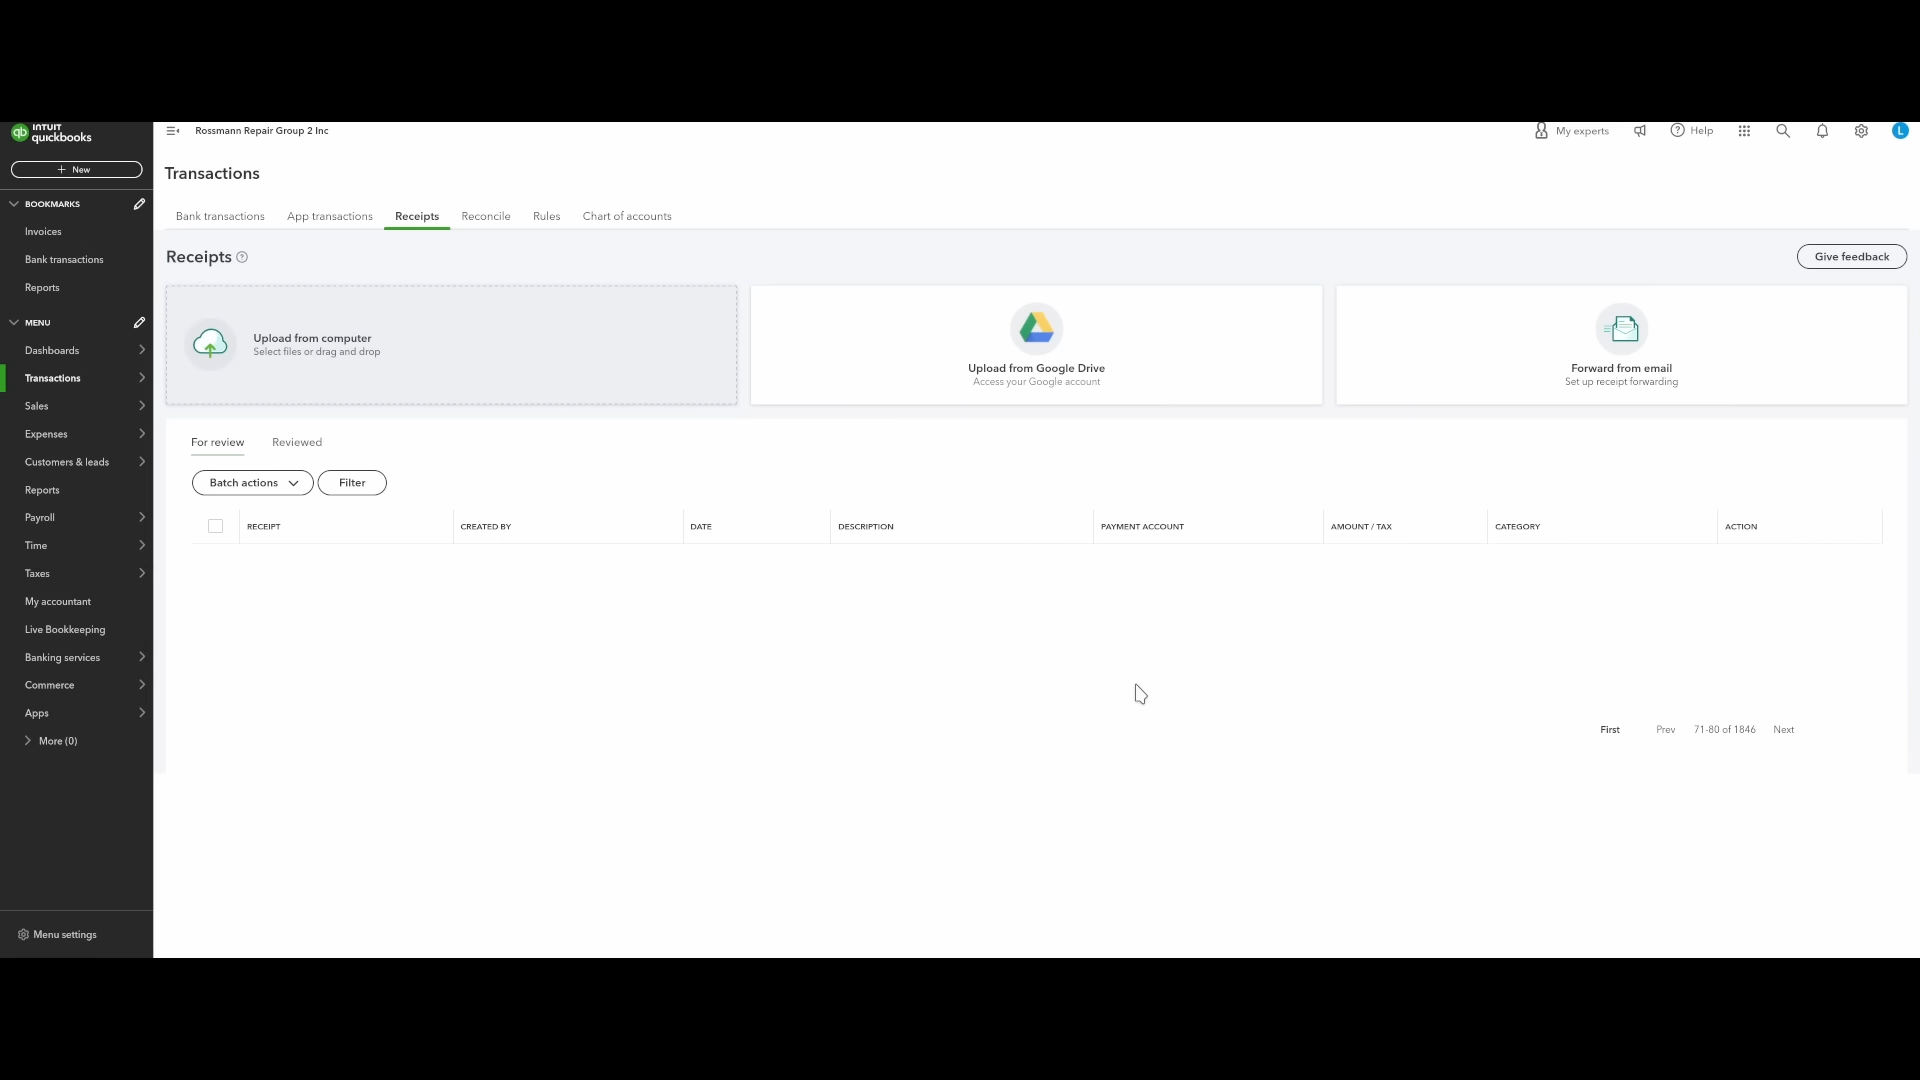 INTUIT
quickbooks
+ New
BOOKMARKS
Invoices
Bank transactions
Reports
MENU
Dashboards
Transactions
Sales
Expenses
Customers & leads
Reports
Payroll
Time
Taxes
My accountant
Live Bookkeeping
Banking services
Commerce
Apps
More (0)
Menu settings
Rossmann Repair Group 2 Inc
My experts
Help
L
Transactions
Bank transactions App transactions Receipts Reconcile Rules Chart of accounts
Receipts
Give feedback
Upload from computer
Select files or drag and drop
Upload from Google Drive
Access your Google account
Forward from email
Set up receipt forwarding
For review Reviewed
Batch actions Filter
RECEIPT CREATED BY DATE DESCRIPTION PAYMENT ACCOUNT AMOUNT / TAX CATEGORY ACTION
First Prev 71-80 of 1846 Next